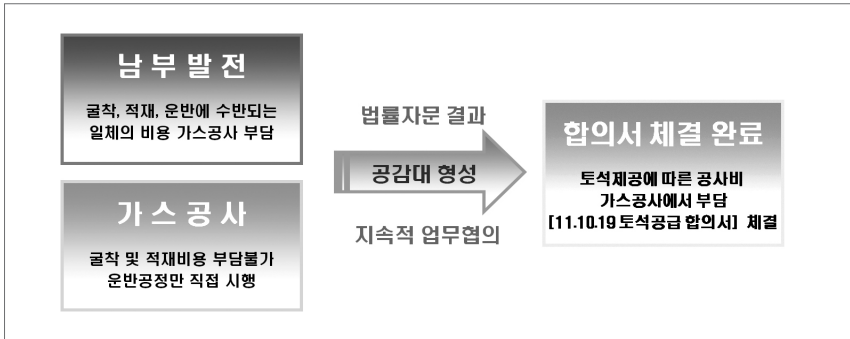 남 부 발 전
굴착, 적재, 운반에 수반되는
일체의 비용 가스공사 부담
가 스 공 사
굴착 및 적재비용 부담불가
운반공정만 직접 시행
법률자문 결과
공감대 형성
지속적 업무협의
합의서 체결 완료
토석제공에 따른 공사비
가스공사에서 부담
[11.10.19 토석공급 합의서] 체결